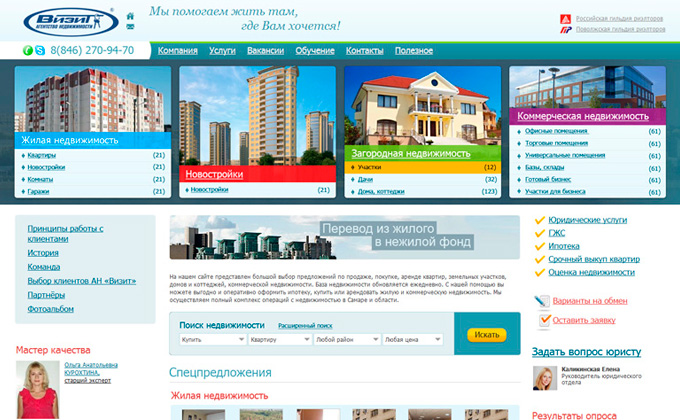 ВИЗИТ
АГЕНТСТВО НЕДВИЖИМОСТИ
Мы помогаем жить там,
где Вам хочется!
Российская гильдия риэлторов
Поволжская гильдия риэлторов
8(846) 270-94-70
Компания Услуги Вакансии Обучение Контакты Полезное
Жилая недвижимость
Квартиры (21)
Новостройки (21)
Комнаты (21)
Гаражи (21)
Новостройки
Новостройки (21)
Загородная недвижимость
Участки (12)
Дачи (32)
Дома, коттеджи (123)
Коммерческая недвижимость
Офисные помещения (61)
Торговые помещения (61)
Универсальные помещения (61)
Базы, склады (61)
Готовый бизнес (61)
Участки для бизнеса (61)
Принципы работы с
клиентами
История
Команда
Выбор клиентов АН «Визит»
Партнёры
Фотоальбом
Мастер качества
Ольга Анатольевна
КУРОХТИНА,
старший эксперт
Перевод из жилого
в нежилой фонд
На нашем сайте представлен большой выбор предложений по продаже, покупке, аренде квартир, земельных участков,
домов и коттеджей, коммерческой недвижимости. База недвижимости обновляется ежедневно. С нашей помощью вы
можете выгодно и оперативно оформить ипотеку, купить или арендовать жилую и коммерческую недвижимость. Мы
осуществляем полный комплекс операций с недвижимостью в Самаре и области.
Поиск недвижимости Расширенный поиск
Купить Квартиру Любой район Любая цена
Искать
Спецпредложения
Жилая недвижимость
Юридические услуги
ГЖС
Ипотека
Срочный выкуп квартир
Оценка недвижимости
Варианты на обмен
Оставить заявку
Задать вопрос юристу
Каликинская Елена
Руководитель юридического
отдела